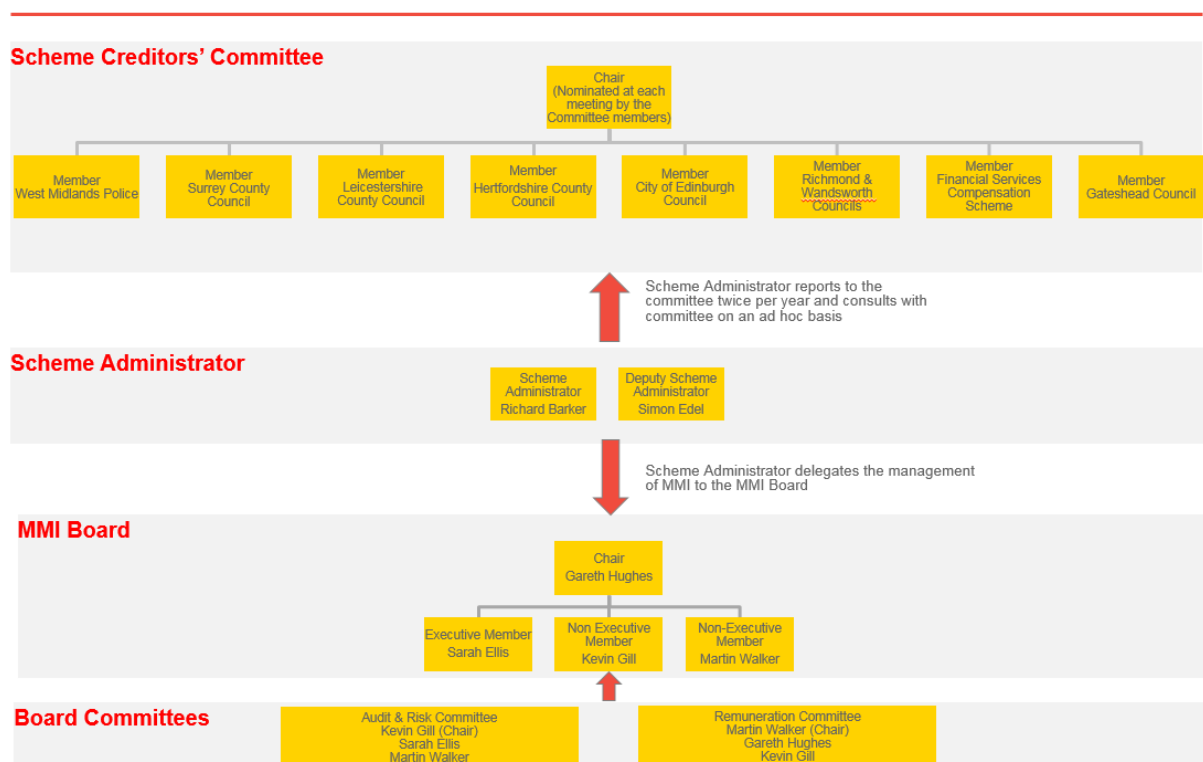 Scheme Creditors' Committee
Chair
(Nominated at each
meeting by the
Committee members)
Member
West Midlands Police
Member
Surrey County
Council
Member
Leicestershire
County Council
Member
Hertfordshire County
Council
Member
City of Edinburgh
Council
Member
Richmond &
Wandsworth
Councils
Member
Financial Services
Compensation
Scheme
Member
Gateshead Council
Scheme Administrator reports to the
committee twice per year and consults with
committee on an ad hoc basis
Scheme Administrator
Scheme
Administrator
Richard Barker
Deputy Scheme
Administrator
Simon Edel
Scheme Administrator delegates the management
of MMI to the MMI Board
MMI Board
Chair
Gareth Hughes
Executive Member
Sarah Ellis
Non Executive
Member
Kevin Gill
Non-Executive
Member
Martin Walker
Board Committees
Audit & Risk Committee
Kevin Gill (Chair)
Sarah Ellis
Martin Walker
Remuneration Committee
Martin Walker (Chair)
Gareth Hughes
Kevin Gill